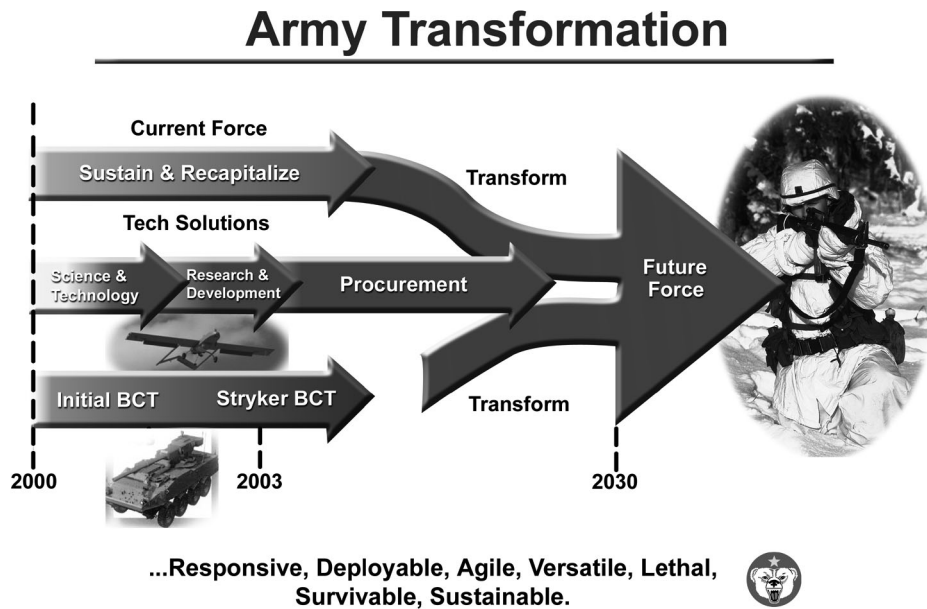 Army Transformation
Current Force
Sustain & Recapitalize
Transform
Tech Solutions
Science &
Technology
Research &
Development
Procurement
Future
Force
Initial BCT
Stryker BCT
Transform
2000
2003
2030
...Responsive, Deployable, Agile, Versatile, Lethal,
Survivable, Sustainable.